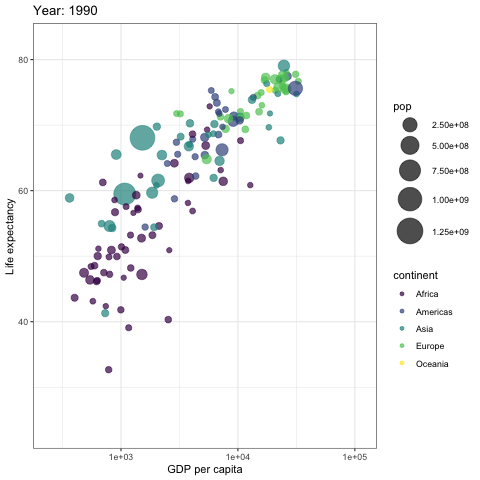 Year: 1990
80
60
40
Life expectancy
1e+03
1e+04
1e+05
GDP per capita
pop
2.50e+08
5.00e+08
7.50e+08
1.00e+09
1.25e+09
continent
Africa
Americas
Asia
Europe
Oceania